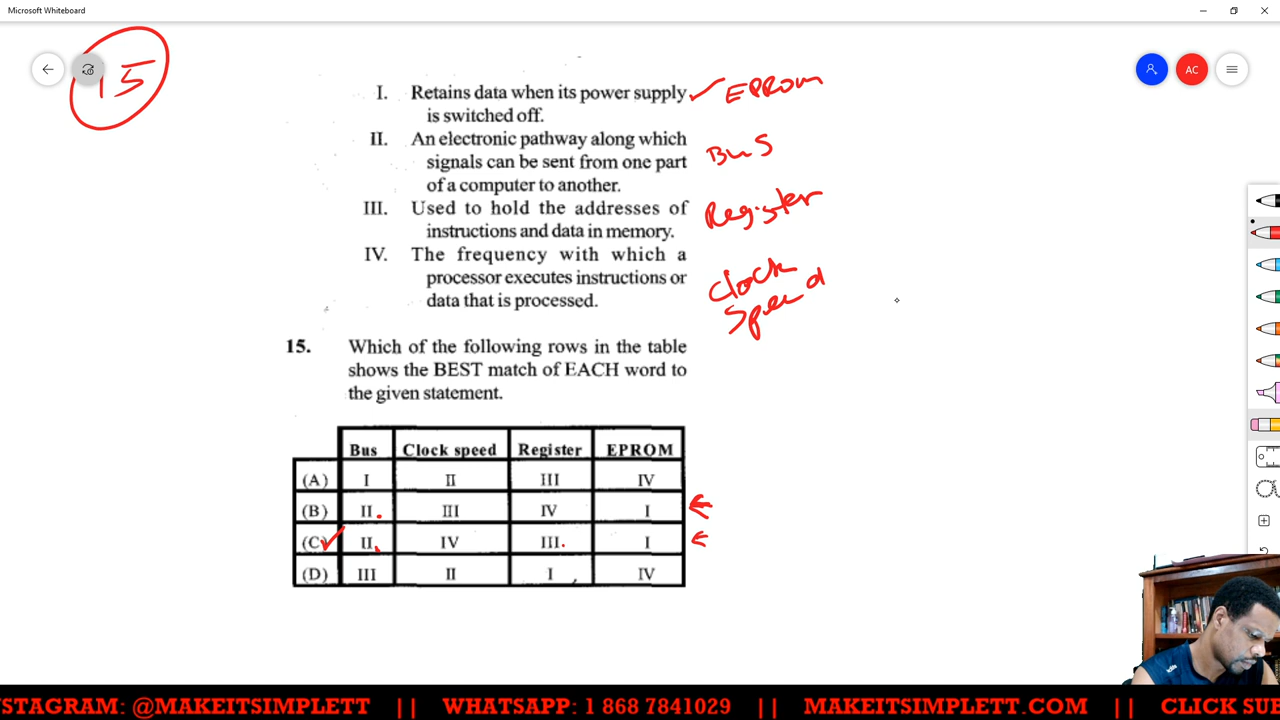 Microsoft Whiteboard
15
AC
I. Retains data when its power supply
is switched off.
EPROM
II. An electronic pathway along which
signals can be sent from one part
of a computer to another.
Bus
III. Used to hold the addresses of
instructions and data in memory.
Register
IV. The frequency with which a
processor executes instructions or
data that is processed.
Clock
Speed
15. Which of the following rows in the table
shows the BEST match of EACH word to
the given statement.
Bus Clock speed Register EPROM
(A) I II III IV
(B) II III IV I
(C) II IV III I
(D) III II I IV
NSTAGRAM: @MAKEITSIMPLETT || WHATSAPP: 1 868 7841029 || MAKEITSIMPLETT.COM || CLICK SU